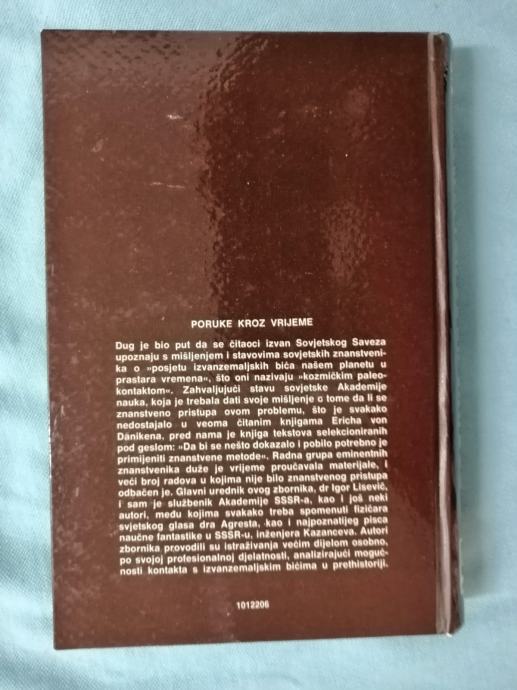 PORUKE KROZ VRIJEME
Dug je bio put da se čitaoci izvan Sovjetskog Saveza
upoznaju s mišljenjem i stavovima sovjetskih znanstveni-
ka o »posjetu izvanzemaljskih bića našem planetu u
prastara vremena«, što oni nazivaju »kozmičkim paleo-
kontaktom«. Zahvaljujući stavu sovjetske Akademije
nauka, koja je trebala dati svoje mišljenje o tome da li se
znanstveno pristupa ovom problemu, što je svakako
nedostajalo u veoma čitanim knjigama Ericha von
Dänikena, pred nama je knjiga tekstova selekcioniranih
pod geslom: »Da bi se nešto dokazalo i pobilo potrebno je
primijeniti znanstvene metode«. Radna grupa eminentnih
znanstvenika duže je vrijeme proučavala materijale, i
veći broj radova u kojima nije bilo znanstvenog pristupa
odbačen je. Glavni urednik ovog zbornika, dr Igor Lisević,
i sam je službenik Akademije SSSR-a, kao i još neki
autori, među kojima svakako treba spomenuti fizičara
svjetskog glasa dra Agresta, kao i najpoznatijeg pisca
naučne fantastike u SSSR-u, inženjera Kazanceva. Autori
zbornika provodili su istraživanja većim dijelom osobno,
po svojoj profesionalnoj djelatnosti, analizirajući moguć-
nosti kontakta s izvanzemaljskim bićima u prethistoriji.
1012206